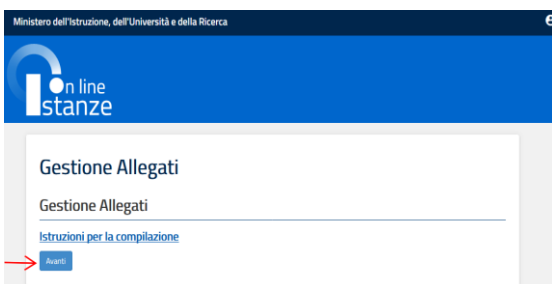 Ministero dell'Istruzione, dell'Università e della Ricerca
on line
Istanze
Gestione Allegati
Gestione Allegati
Istruzioni per la compilazione
Avanti